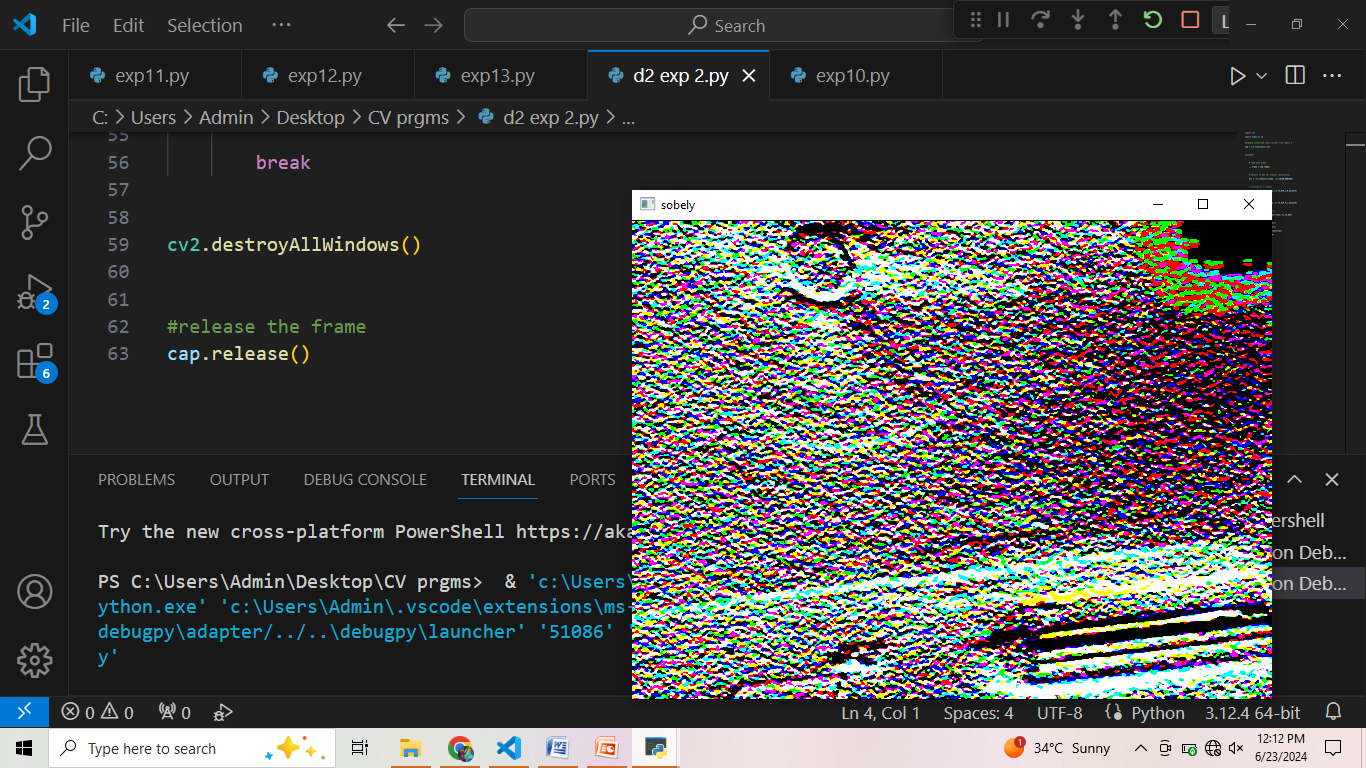 File Edit Selection ··· Search L
exp11.py exp12.py exp13.py d2 exp 2.py exp10.py
C: > Users > Admin > Desktop > CV prgms > d2 exp 2.py > ...
55
56 break
57
58
59 cv2.destroyAllWindows()
60
61
62 #release the frame
63 cap.release()
sobely
2
6
PROBLEMS OUTPUT DEBUG CONSOLE TERMINAL PORTS
Try the new cross-platform PowerShell https://aka
ershell
on Deb...
on Deb...
PS C:\Users\Admin\Desktop\CV prgms> & 'c:\Users\
ython.exe' 'c:\Users\Admin\.vscode\extensions\ms-
debugpy\adapter/../..\debugpy\launcher' '51086'
y'
0 0 0 Ln 4, Col 1 Spaces: 4 UTF-8 {} Python 3.12.4 64-bit
Type here to search 1 34°C Sunny 12:12 PM
6/23/2024